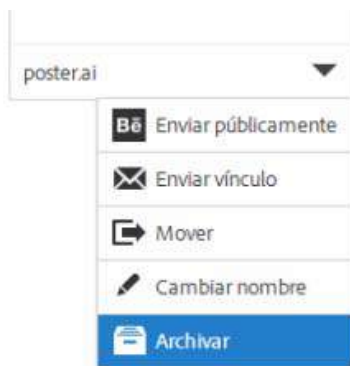 poster.ai
Bē Enviar públicamente
Enviar vínculo
Mover
Cambiar nombre
Archivar